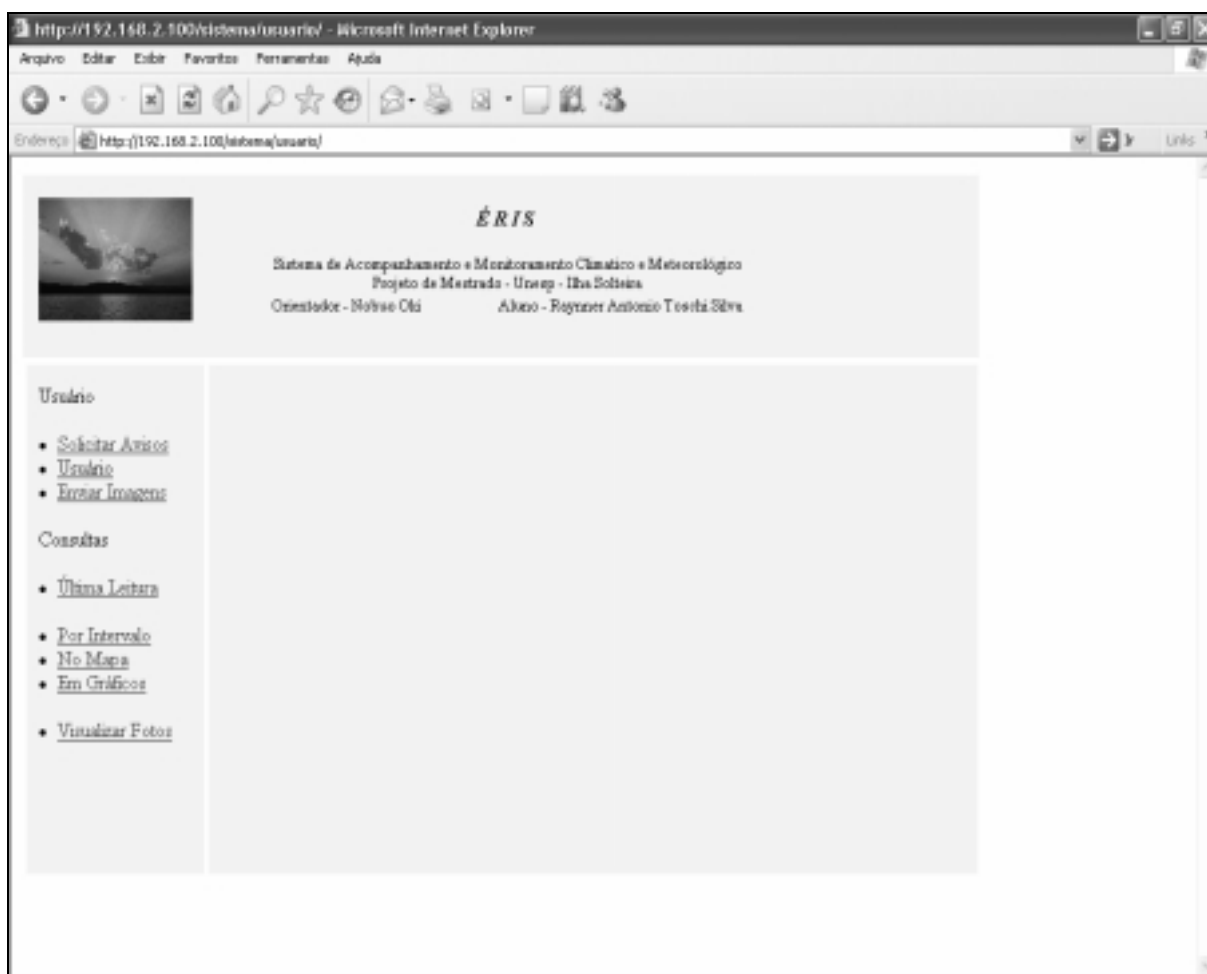 http://192.168.2.100/sistema/usuario/ - Microsoft Internet Explorer
Arquivo Editar Exibir Favoritos Ferramentas Ajuda
Endereço http://192.168.2.100/sistema/usuario/ Ir Links
ÉRIS
Sistema de Acompanhamento e Monitoramento Climatico e Meteorológico
Projeto de Mestrado - Unesp - Ilha Solteira
Orientador - Nobuo Oki Aluno - Reynner Antonio Toschi Silva
Usuário
• Solicitar Avisos
• Usuário
• Enviar Imagens
Consultas
• Última Leitura
• Por Intervalo
• No Mapa
• Em Gráficos
• Visualizar Fotos